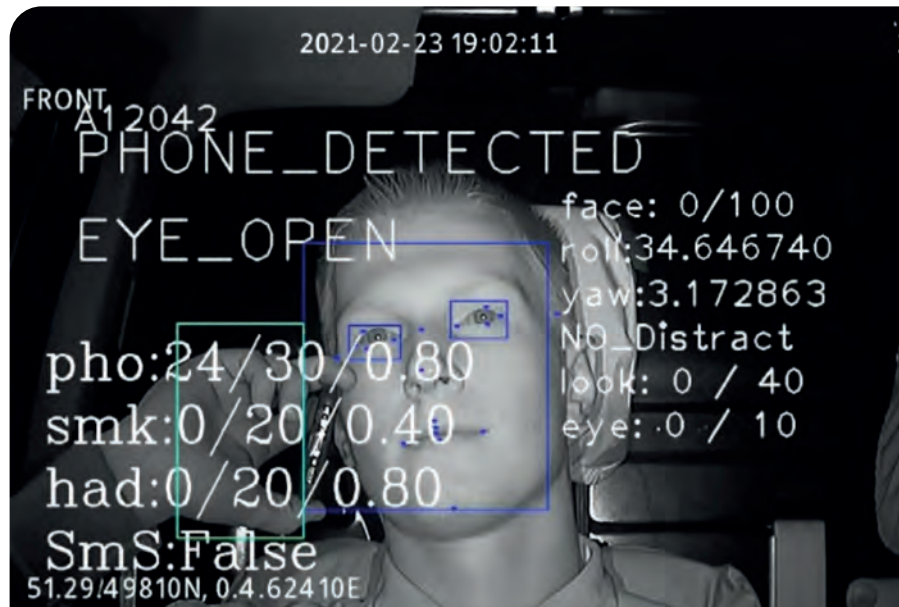 2021-02-23 19:02:11
FRONT
A12042
PHONE_DETECTED
EYE_OPEN
face: 0/100
roll:34.646740
yaw:3.172863
NO_Distract
look: 0 / 40
eye: 0 / 10
pho:24/30/0.80
smk:0/20/0.40
had:0/20/0.80
SmS:False
51.29/49810N, 0.4.62410E